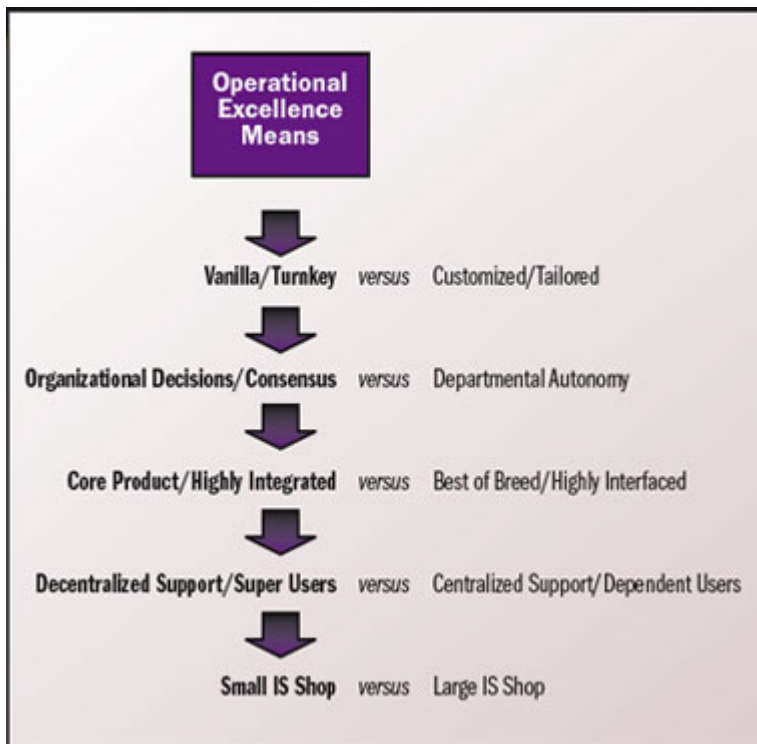 Operational
Excellence
Means
Vanilla/Turnkey versus Customized/Tailored
Organizational Decisions/Consensus versus Departmental Autonomy
Core Product/Highly Integrated versus Best of Breed/Highly Interfaced
Decentralized Support/Super Users versus Centralized Support/Dependent Users
Small IS Shop versus Large IS Shop